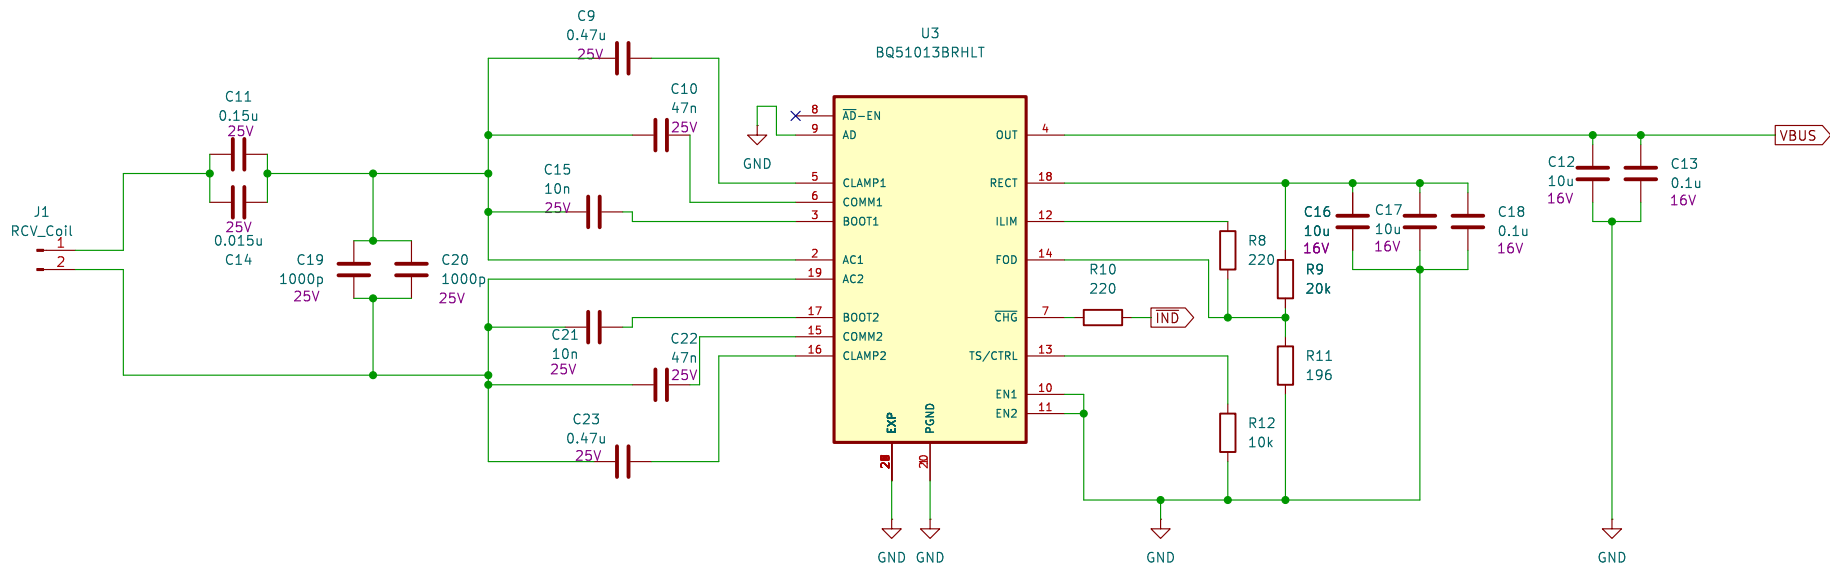 C9
0.47u
25V
U3
BQ51013BRHLT
C10
47n
25V
C11
0.15u
25V
25V
0.015u
C14
GND
8
AD-EN
9
AD
OUT
4
VBUS
C12
10u
16V
C13
0.1u
16V
C15
10n
25V
5
CLAMP1
6
COMM1
3
BOOT1
RECT
18
ILIM
12
C16
10u
16V
C17
10u
16V
C18
0.1u
16V
J1
RCV_Coil
1
2
C19
1000p
25V
C20
1000p
25V
2
AC1
19
AC2
FOD
14
R8
220
R9
20k
R10
220
CHG
7
IND
17
BOOT2
15
COMM2
16
CLAMP2
C21
10n
25V
C22
47n
25V
TS/CTRL
13
R11
196
EN1
10
EN2
11
R12
10k
C23
0.47u
25V
EXP
PGND
20
GND
GND
GND
GND